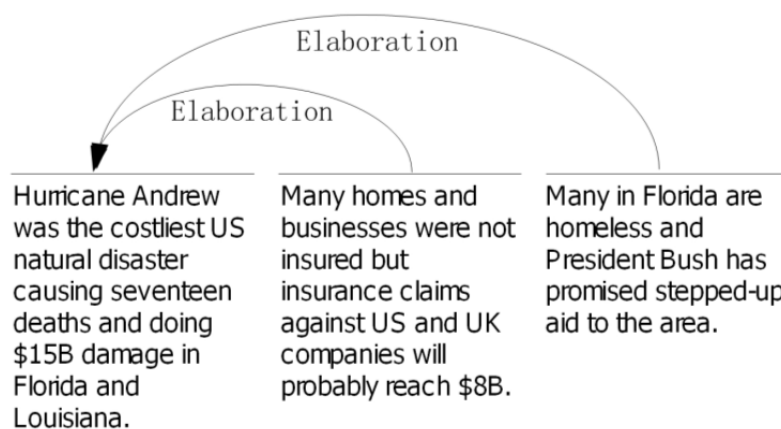 Elaboration
Elaboration
Hurricane Andrew
was the costliest US
natural disaster
causing seventeen
deaths and doing
$15B damage in
Florida and
Louisiana.
Many homes and
businesses were not
insured but
insurance claims
against US and UK
companies will
probably reach $8B.
Many in Florida are
homeless and
President Bush has
promised stepped-up
aid to the area.